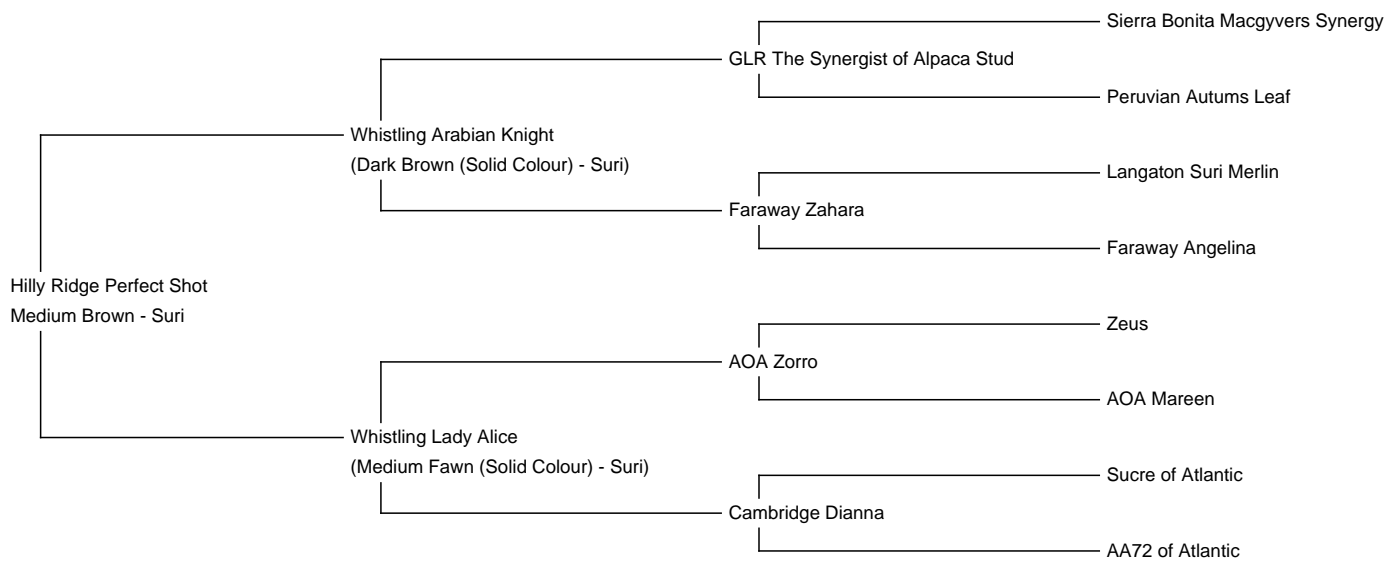 Sierra Bonita Macgyvers Synergy
GLR The Synergist of Alpaca Stud
Peruvian Autums Leaf
Whistling Arabian Knight
(Dark Brown (Solid Colour) - Suri)
Langaton Suri Merlin
Faraway Zahara
Faraway Angelina
Hilly Ridge Perfect Shot
Medium Brown - Suri
Zeus
AOA Zorro
AOA Mareen
Whistling Lady Alice
(Medium Fawn (Solid Colour) - Suri)
Sucre of Atlantic
Cambridge Dianna
AA72 of Atlantic